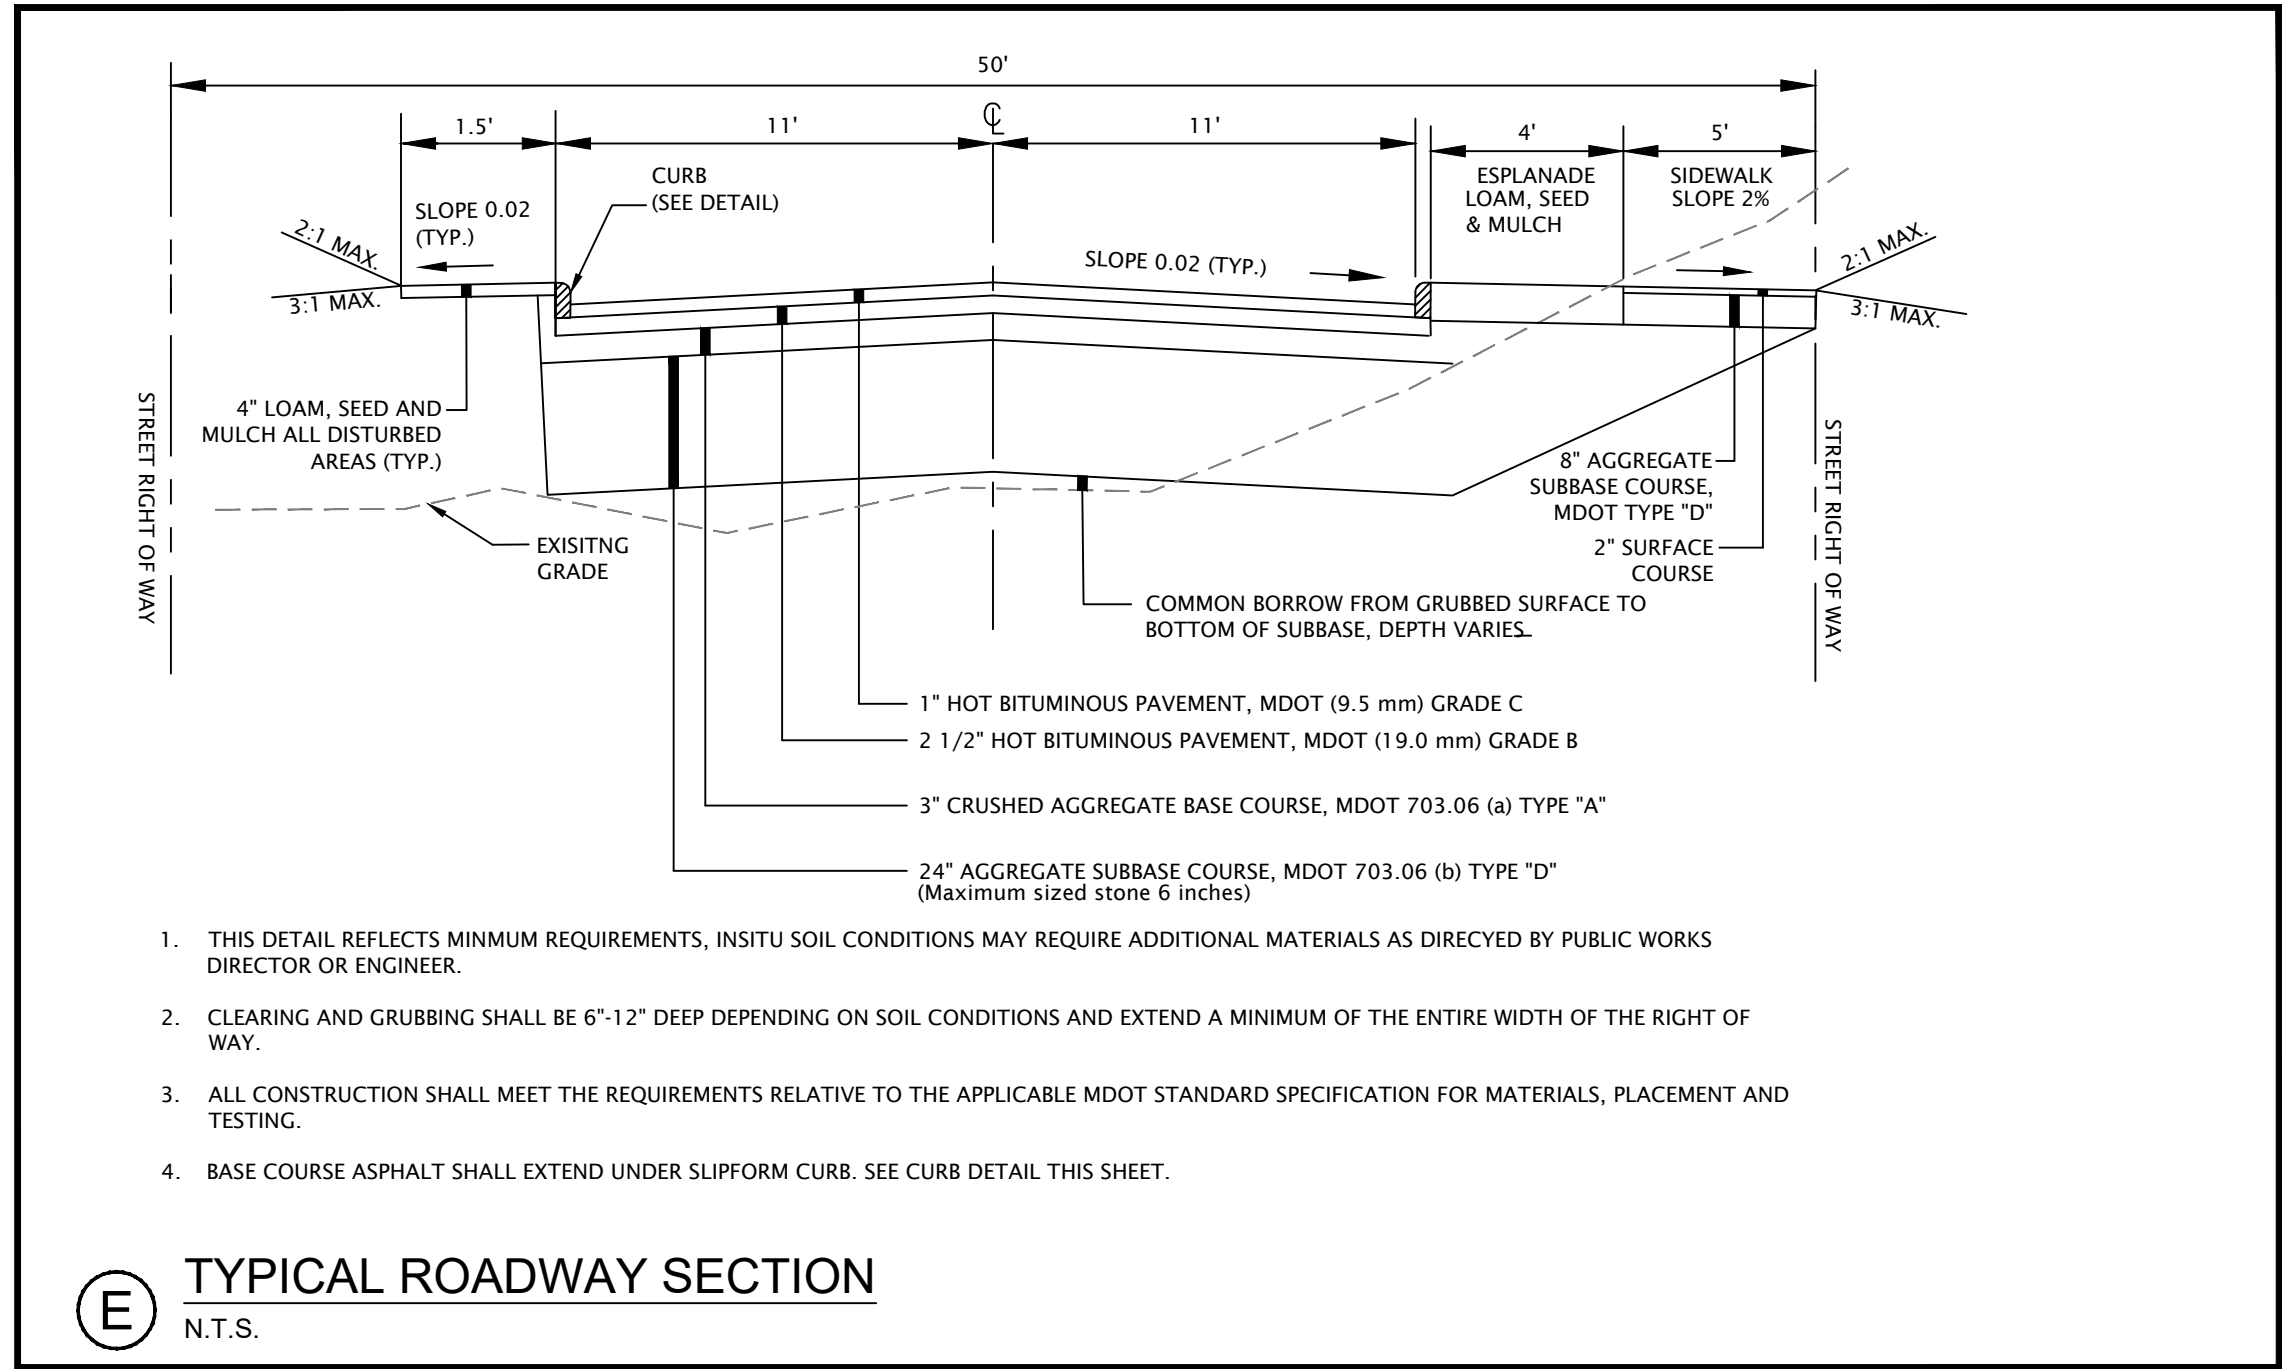 50'
1.5'
11'
℄
11'
4'
5'
CURB
(SEE DETAIL)
ESPLANADE
LOAM, SEED
& MULCH
SIDEWALK
SLOPE 2%
SLOPE 0.02
(TYP.)
2:1 MAX.
3:1 MAX.
SLOPE 0.02 (TYP.)
2:1 MAX.
3:1 MAX.
STREET RIGHT OF WAY
4" LOAM, SEED AND
MULCH ALL DISTURBED
AREAS (TYP.)
EXISITNG
GRADE
8" AGGREGATE
SUBBASE COURSE,
MDOT TYPE "D"
2" SURFACE
COURSE
STREET RIGHT OF WAY
COMMON BORROW FROM GRUBBED SURFACE TO
BOTTOM OF SUBBASE, DEPTH VARIES
1" HOT BITUMINOUS PAVEMENT, MDOT (9.5 mm) GRADE C
2 1/2" HOT BITUMINOUS PAVEMENT, MDOT (19.0 mm) GRADE B
3" CRUSHED AGGREGATE BASE COURSE, MDOT 703.06 (a) TYPE "A"
24" AGGREGATE SUBBASE COURSE, MDOT 703.06 (b) TYPE "D"
(Maximum sized stone 6 inches)
1. THIS DETAIL REFLECTS MINMUM REQUIREMENTS, INSITU SOIL CONDITIONS MAY REQUIRE ADDITIONAL MATERIALS AS DIRECYED BY PUBLIC WORKS
DIRECTOR OR ENGINEER.
2. CLEARING AND GRUBBING SHALL BE 6"-12" DEEP DEPENDING ON SOIL CONDITIONS AND EXTEND A MINIMUM OF THE ENTIRE WIDTH OF THE RIGHT OF
WAY.
3. ALL CONSTRUCTION SHALL MEET THE REQUIREMENTS RELATIVE TO THE APPLICABLE MDOT STANDARD SPECIFICATION FOR MATERIALS, PLACEMENT AND
TESTING.
4. BASE COURSE ASPHALT SHALL EXTEND UNDER SLIPFORM CURB. SEE CURB DETAIL THIS SHEET.
E
TYPICAL ROADWAY SECTION
N.T.S.